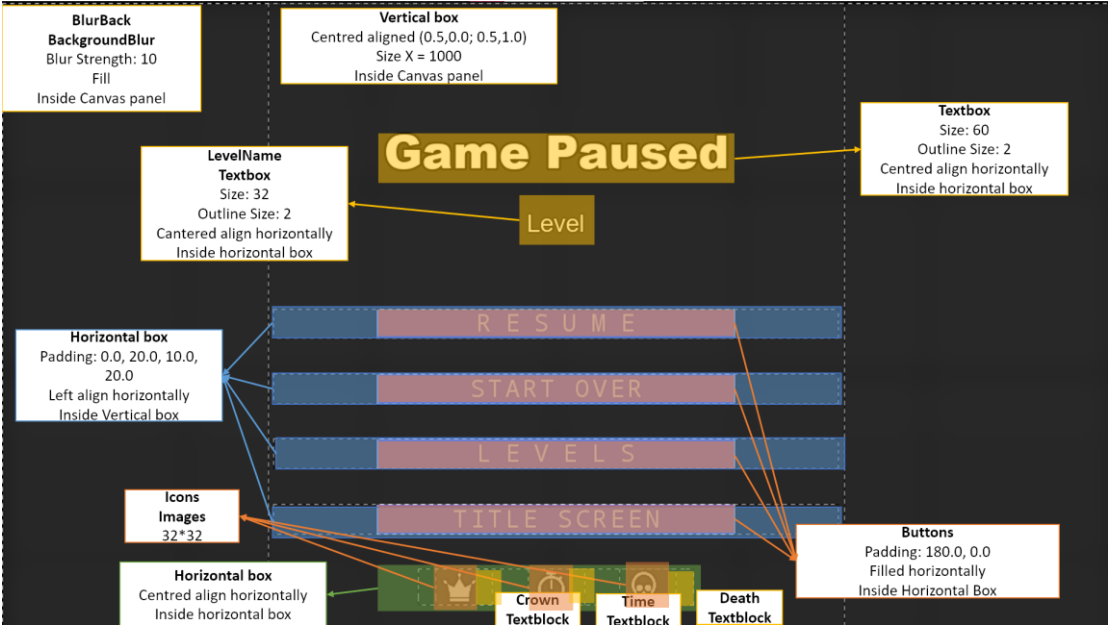 BlurBack
BackgroundBlur
Blur Strength: 10
Fill
Inside Canvas panel
Vertical box
Centred aligned (0.5,0.0; 0.5,1.0)
Size X = 1000
Inside Canvas panel
Textbox
Size: 60
Outline Size: 2
Centred align horizontally
Inside horizontal box
Game Paused
LevelName
Textbox
Size: 32
Outline Size: 2
Cantered align horizontally
Inside horizontal box
Level
Horizontal box
Padding: 0.0, 20.0, 10.0,
20.0
Left align horizontally
Inside Vertical box
RESUME
START OVER
LEVELS
TITLE SCREEN
Icons
Images
32*32
Buttons
Padding: 180.0, 0.0
Filled horizontally
Inside Horizontal Box
Horizontal box
Centred align horizontally
Inside horizontal box
Crown
Textblock
Time
Textblock
Death
Textblock